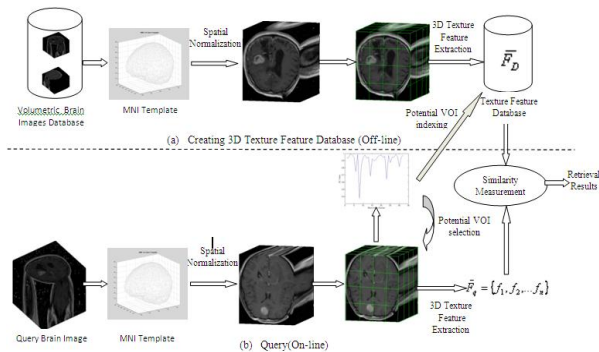 Volumetric Brain
Images Database
MNI Template
Spatial
Normalization
3D Texture
Feature
Extraction
F̄_D
Texture Feature
Database
(a) Creating 3D Texture Feature Database (Off-line)
Potential VOI
indexing
Similarity
Measurement
Retrieval
Results
Potential VOI
selection
Query Brain Image
MNI Template
Spatial
Normalization
3D Texture
Feature
Extraction
F̄_q = {f₁, f₂, ... fₙ}
(b) Query(On-line)